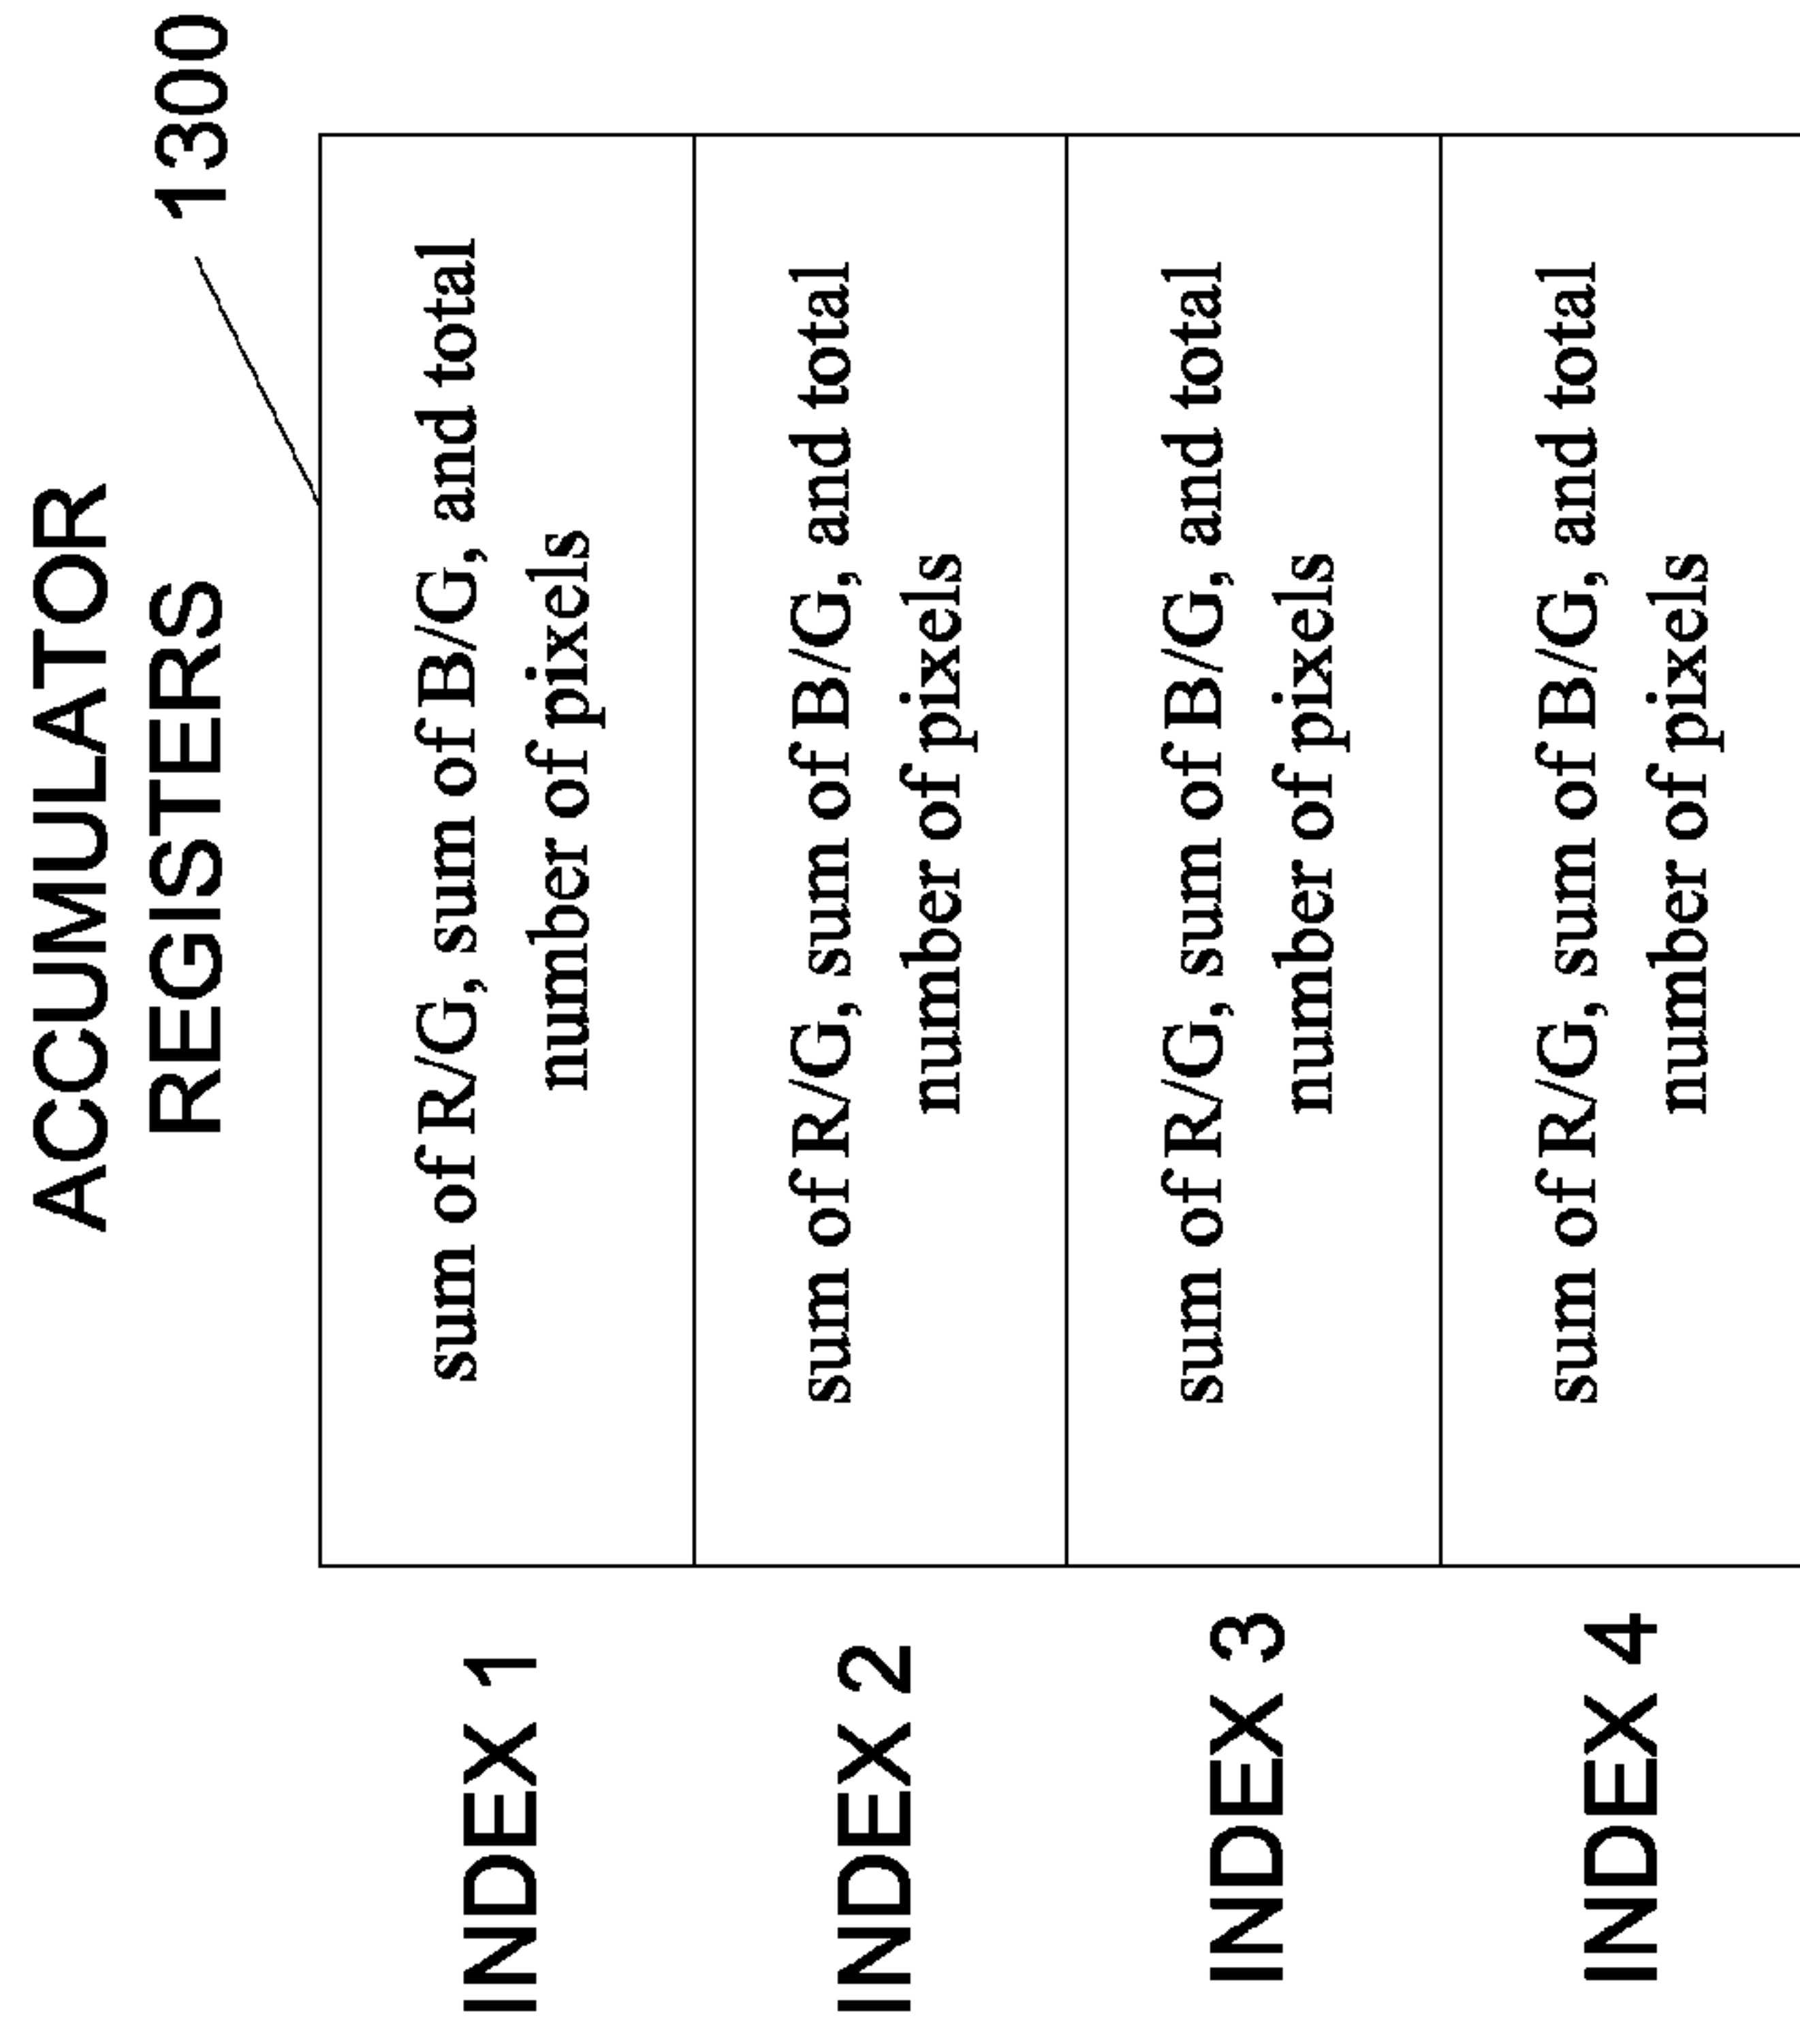 ACCUMULATOR
REGISTERS
1300
INDEX 1
sum of R/G, sum of B/G, and total
number of pixels
INDEX 2
sum of R/G, sum of B/G, and total
number of pixels
INDEX 3
sum of R/G, sum of B/G, and total
number of pixels
INDEX 4
sum of R/G, sum of B/G, and total
number of pixels